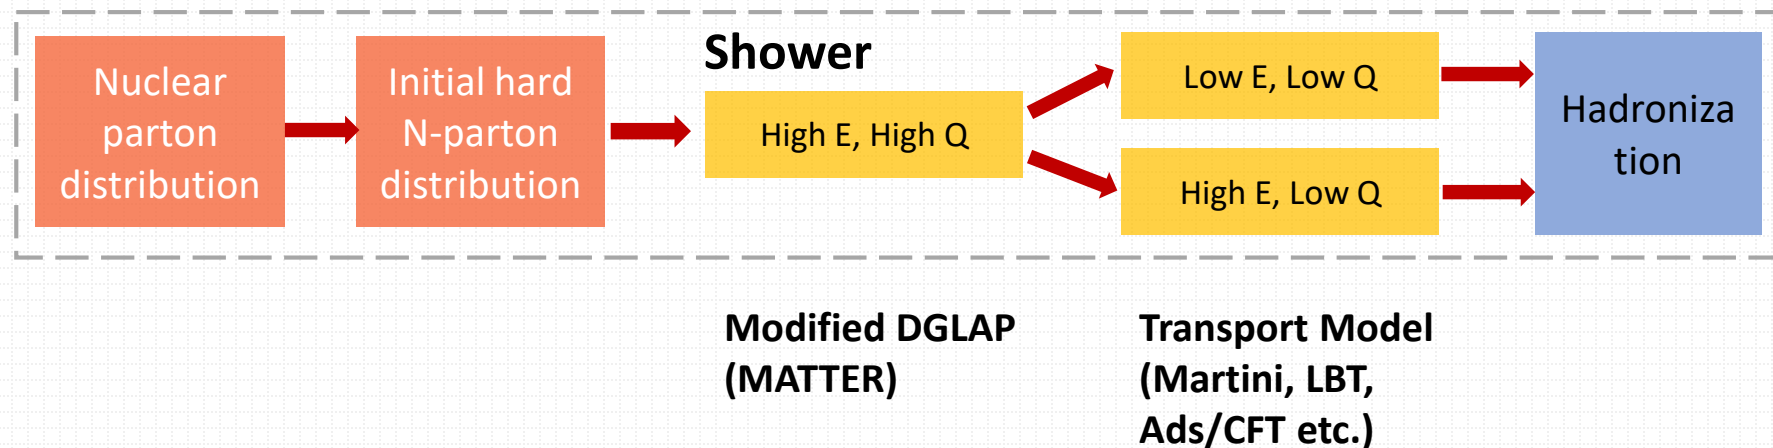 Nuclear
parton
distribution
Initial hard
N-parton
distribution
Shower
High E, High Q
Low E, Low Q
High E, Low Q
Hadroniza
tion
Modified DGLAP
(MATTER)
Transport Model
(Martini, LBT,
Ads/CFT etc.)